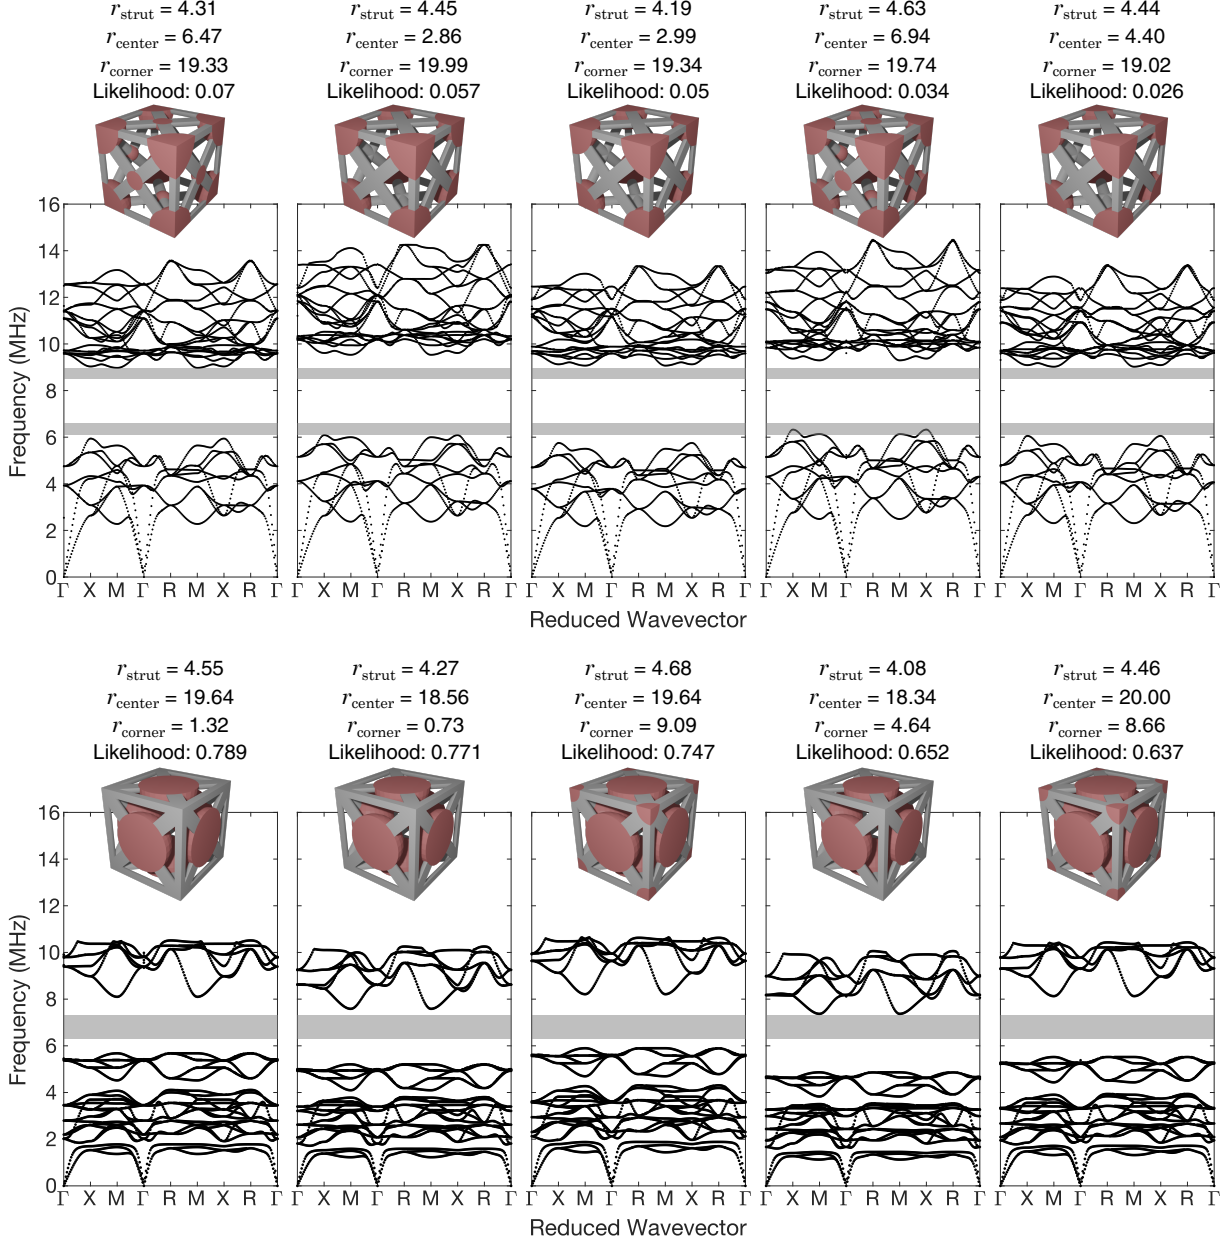 r_strut = 4.31
r_center = 6.47
r_corner = 19.33
Likelihood: 0.07
r_strut = 4.45
r_center = 2.86
r_corner = 19.99
Likelihood: 0.057
r_strut = 4.19
r_center = 2.99
r_corner = 19.34
Likelihood: 0.05
r_strut = 4.63
r_center = 6.94
r_corner = 19.74
Likelihood: 0.034
r_strut = 4.44
r_center = 4.40
r_corner = 19.02
Likelihood: 0.026
Frequency (MHz)
16
14
12
10
8
6
4
2
0
Γ X M Γ R M X R Γ
Γ X M Γ R M X R Γ
Γ X M Γ R M X R Γ
Γ X M Γ R M X R Γ
Γ X M Γ R M X R Γ
Reduced Wavevector
r_strut = 4.55
r_center = 19.64
r_corner = 1.32
Likelihood: 0.789
r_strut = 4.27
r_center = 18.56
r_corner = 0.73
Likelihood: 0.771
r_strut = 4.68
r_center = 19.64
r_corner = 9.09
Likelihood: 0.747
r_strut = 4.08
r_center = 18.34
r_corner = 4.64
Likelihood: 0.652
r_strut = 4.46
r_center = 20.00
r_corner = 8.66
Likelihood: 0.637
Frequency (MHz)
16
14
12
10
8
6
4
2
0
Γ X M Γ R M X R Γ
Γ X M Γ R M X R Γ
Γ X M Γ R M X R Γ
Γ X M Γ R M X R Γ
Γ X M Γ R M X R Γ
Reduced Wavevector